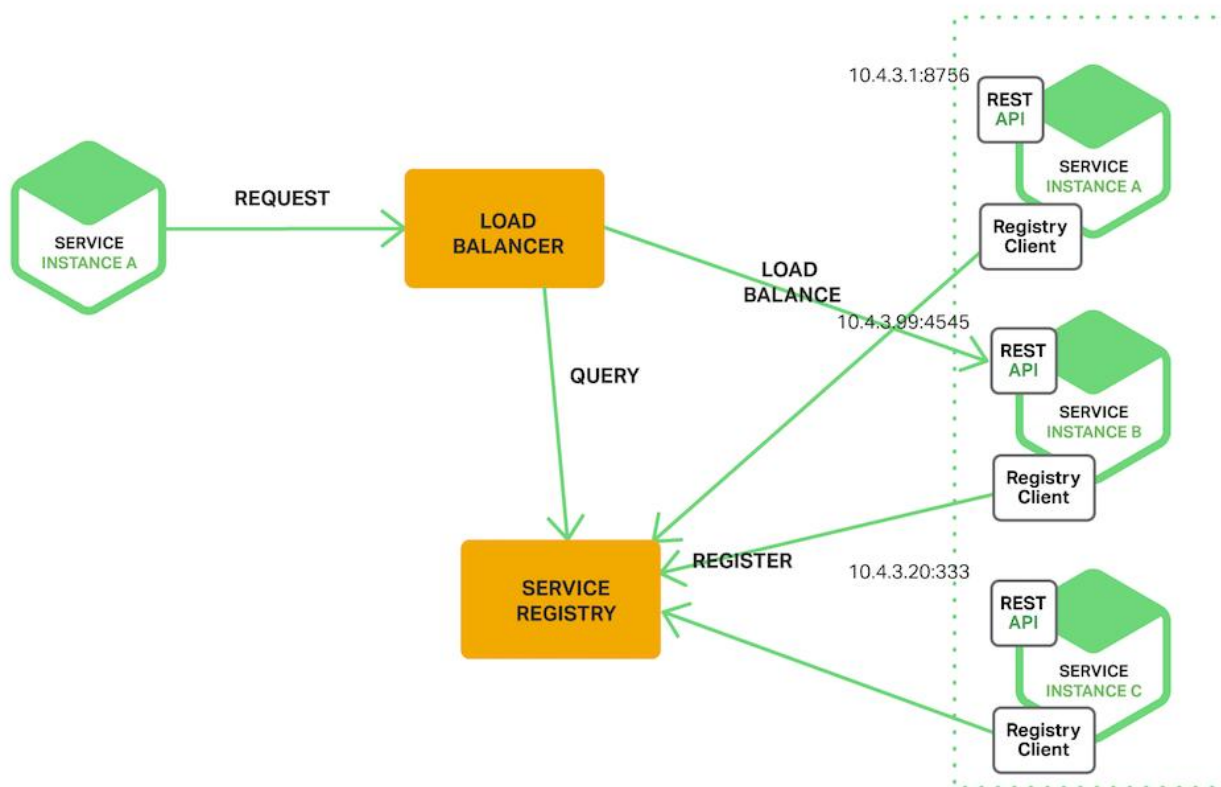 SERVICE
INSTANCE A
REQUEST
LOAD
BALANCER
QUERY
SERVICE
REGISTRY
LOAD
BALANCE
REGISTER
10.4.3.1:8756
REST
API
SERVICE
INSTANCE A
Registry
Client
10.4.3.99:4545
REST
API
SERVICE
INSTANCE B
Registry
Client
10.4.3.20:333
REST
API
SERVICE
INSTANCE C
Registry
Client